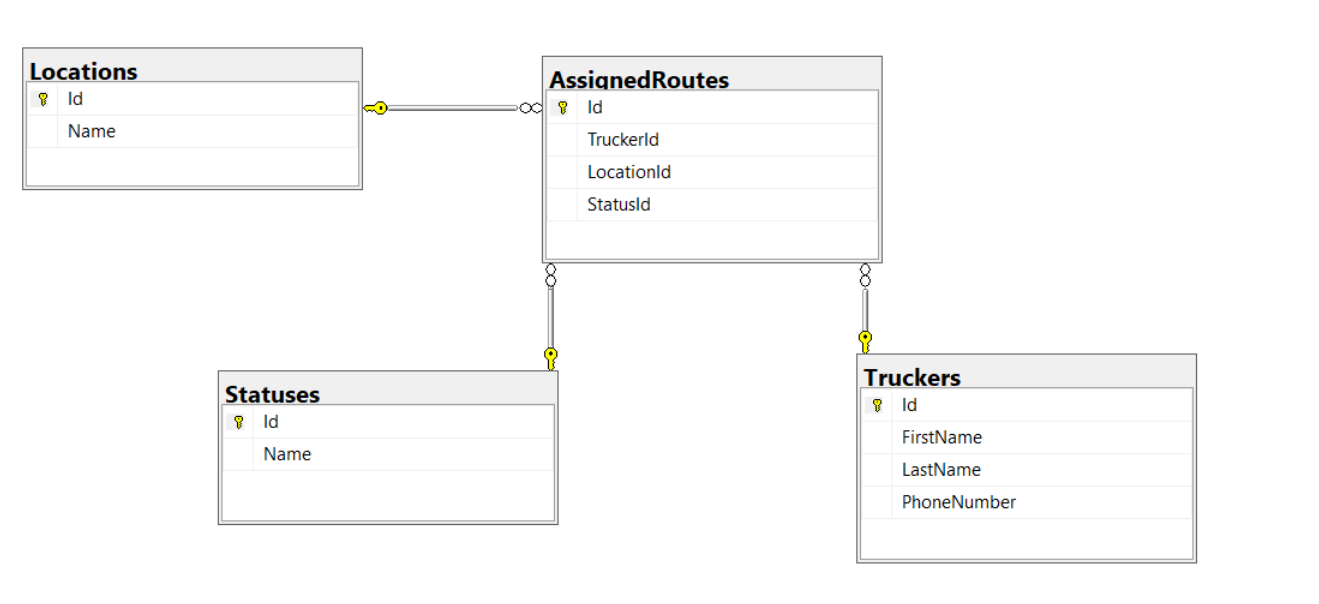 Locations
Id
Name
AssignedRoutes
Id
TruckerId
LocationId
StatusId
Statuses
Id
Name
Truckers
Id
FirstName
LastName
PhoneNumber